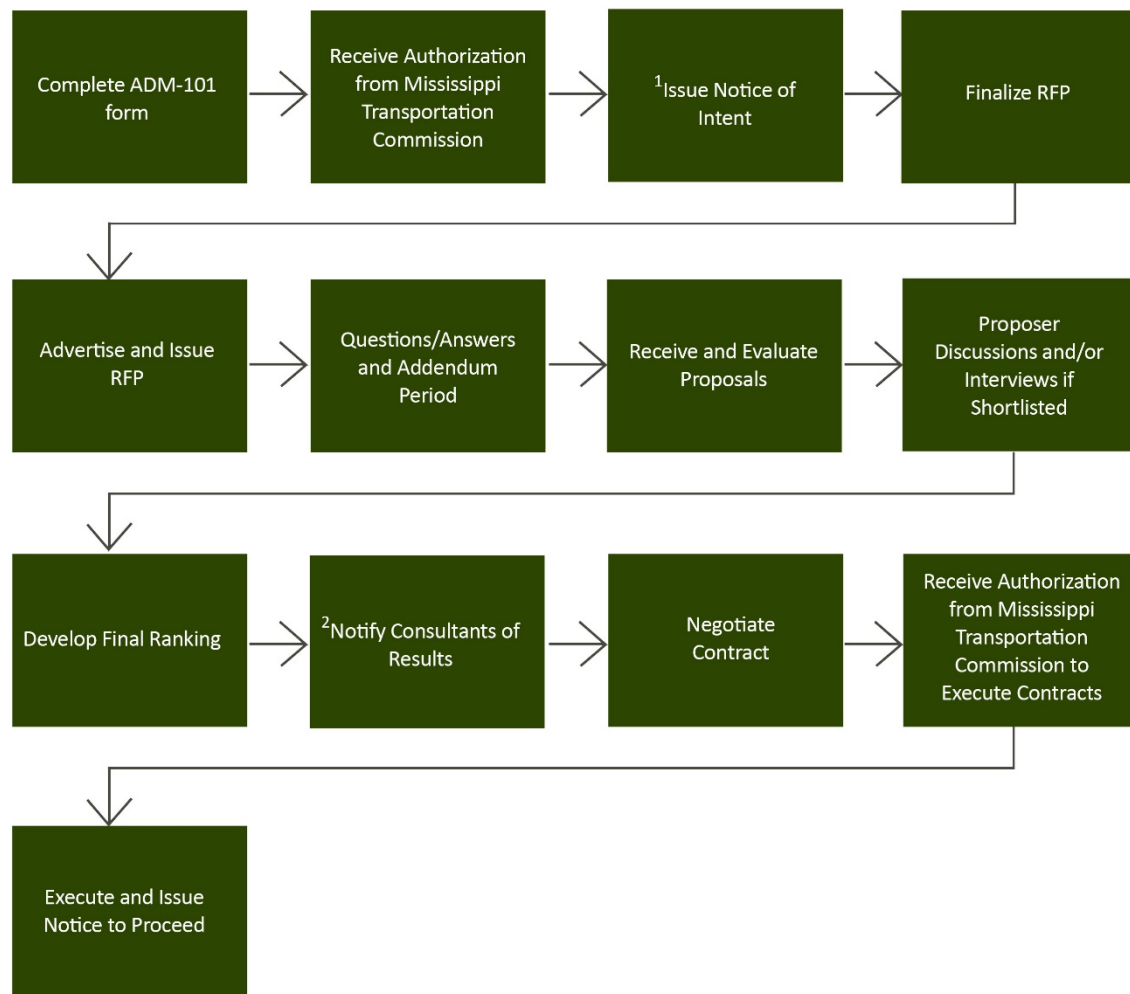 Complete ADM-101
form
Receive Authorization
from Mississippi
Transportation
Commission
¹Issue Notice of
Intent
Finalize RFP
Advertise and Issue
RFP
Questions/Answers
and Addendum
Period
Receive and Evaluate
Proposals
Proposer
Discussions and/or
Interviews if
Shortlisted
Develop Final Ranking
²Notify Consultants of
Results
Negotiate
Contract
Receive Authorization
from Mississippi
Transportation
Commission to
Execute Contracts
Execute and Issue
Notice to Proceed